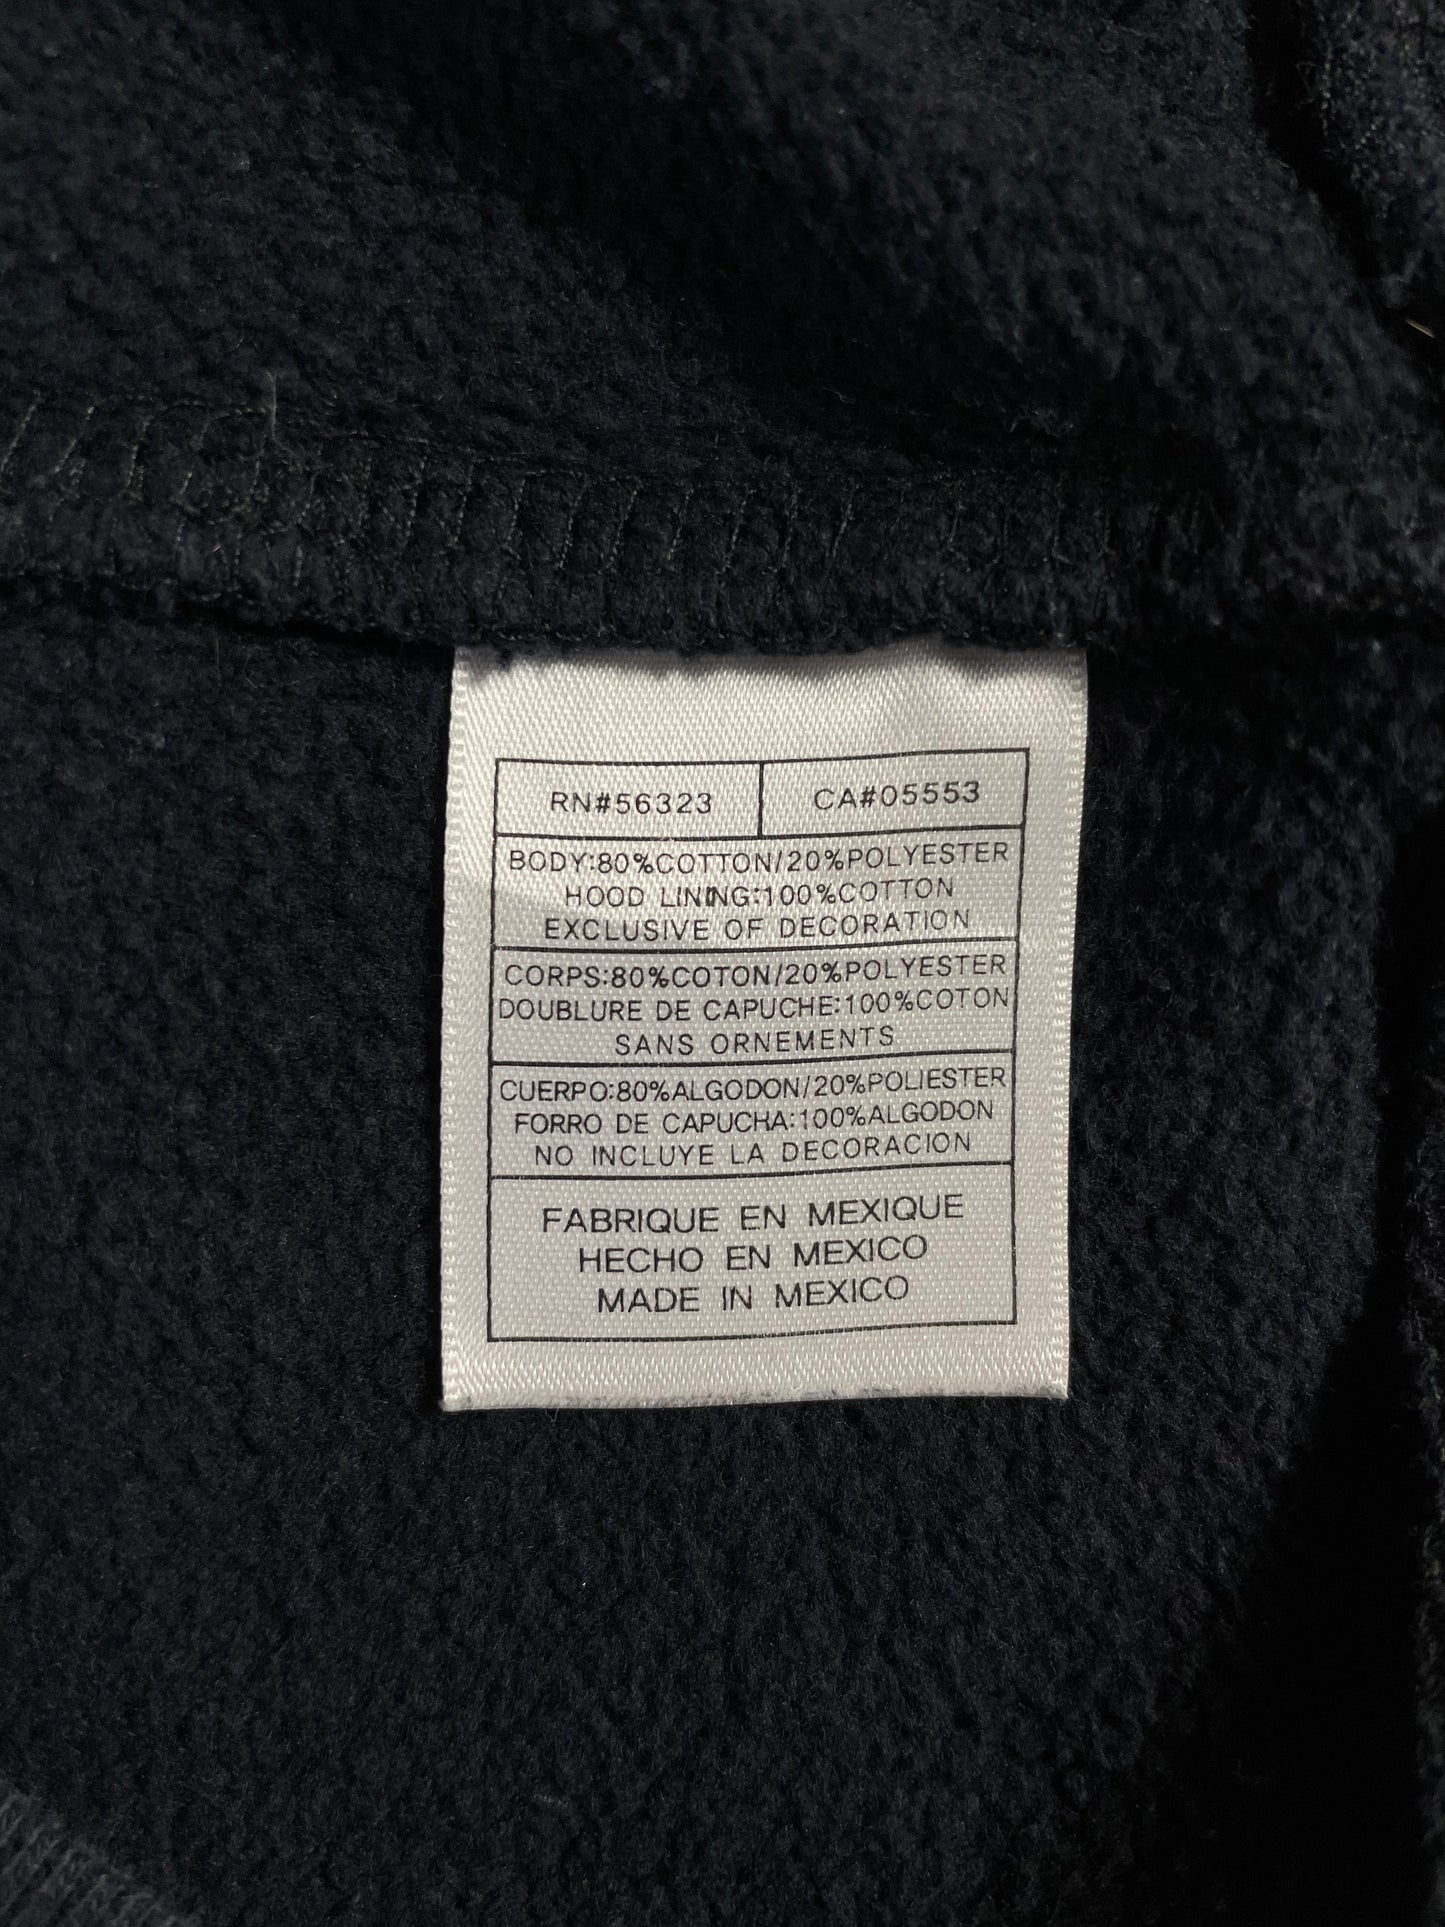 RN#56323 CA#05553
BODY:80%COTTON/20%POLYESTER
HOOD LINING:100%COTTON
EXCLUSIVE OF DECORATION
CORPS:80%COTON/20%POLYESTER
DOUBLURE DE CAPUCHE:100%COTON
SANS ORNEMENTS
CUERPO:80%ALGODON/20%POLIESTER
FORRO DE CAPUCHA:100%ALGODON
NO INCLUYE LA DECORACION
FABRIQUE EN MEXIQUE
HECHO EN MEXICO
MADE IN MEXICO